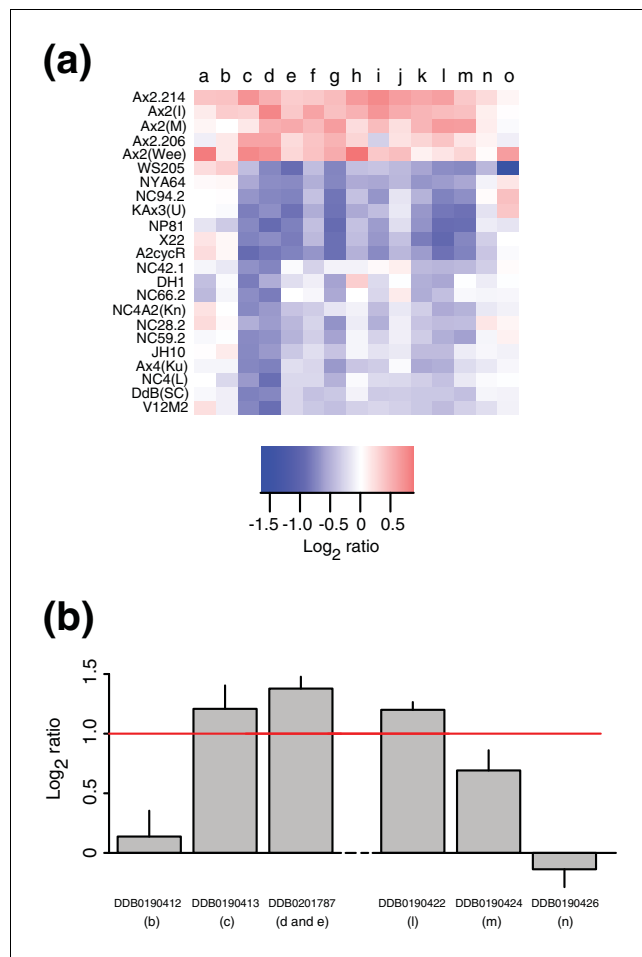 (a)
a b c d e f g h i j k l m n o
Ax2.214
Ax2(I)
Ax2(M)
Ax2.206
Ax2(Wee)
WS205
NYA64
NC94.2
KAx3(U)
NP81
X22
A2cycR
NC42.1
DH1
NC66.2
NC4A2(Kn)
NC28.2
NC59.2
JH10
Ax4(Ku)
NC4(L)
DdB(SC)
V12M2
-1.5 -1.0 -0.5 0 0.5
Log2 ratio
(b)
1.5
1.0
0.5
0
Log2 ratio
DDB0190412 DDB0190413 DDB0201787 DDB0190422 DDB0190424 DDB0190426
(b) (c) (d and e) (l) (m) (n)